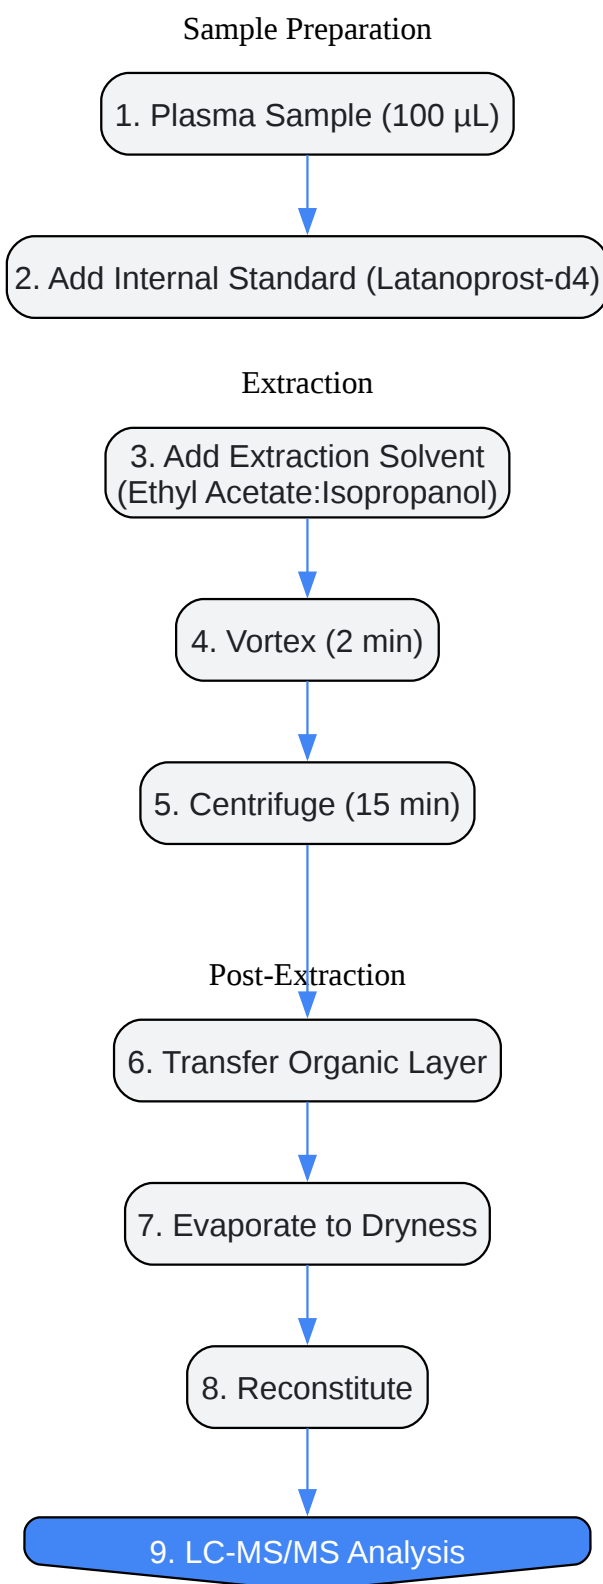 Sample Preparation
1. Plasma Sample (100 µL)
2. Add Internal Standard (Latanoprost-d4)
Extraction
3. Add Extraction Solvent
(Ethyl Acetate:Isopropanol)
4. Vortex (2 min)
5. Centrifuge (15 min)
Post-Extraction
6. Transfer Organic Layer
7. Evaporate to Dryness
8. Reconstitute
9. LC-MS/MS Analysis